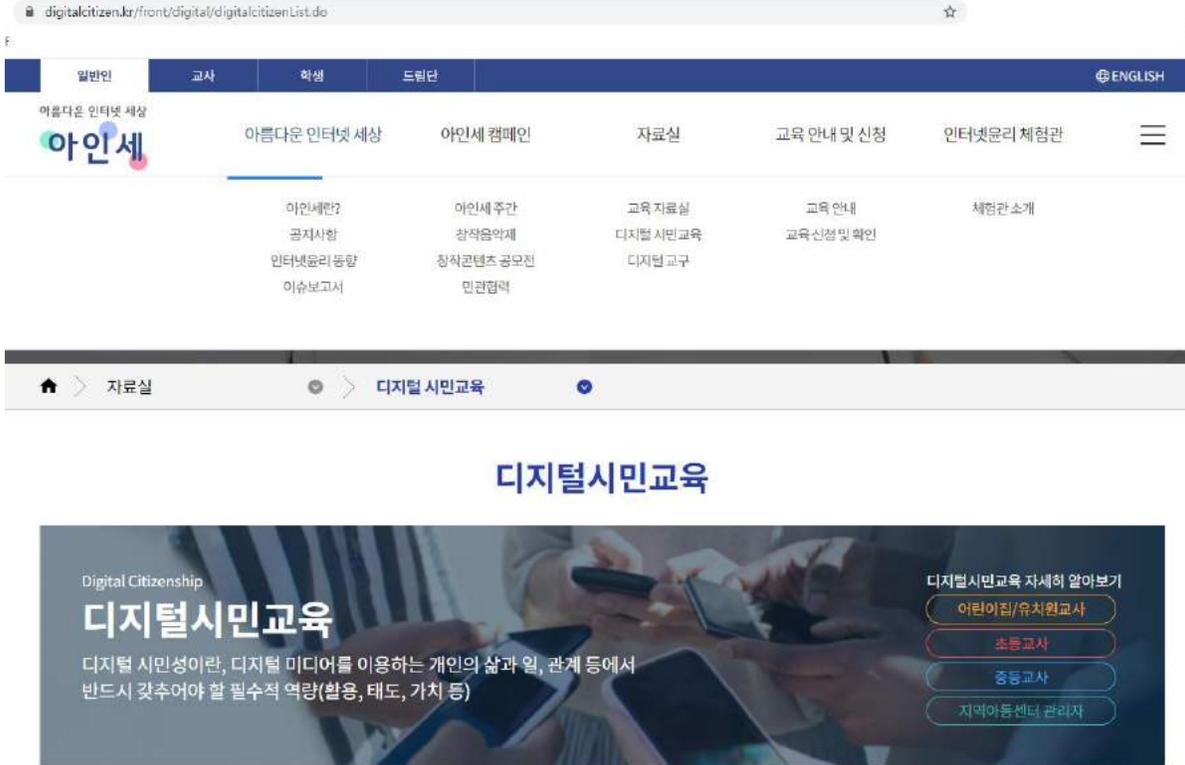 digitalcitizen.kr/front/digital/digitalcitizenList.do
일반인 교사 학생 드림단 ENGLISH
아름다운 인터넷 세상
아인세
아름다운 인터넷 세상 아인세 캠페인 자료실 교육 안내 및 신청 인터넷윤리 체험관
아인세란? 아인세 주간 교육 자료실 교육 안내 체험관 소개
공지사항 창작음악제 디지털 시민교육 교육 신청 및 확인
인터넷윤리 동향 창작콘텐츠 공모전 디지털 교구
이슈보고서 민관협력
자료실 디지털 시민교육
디지털시민교육
Digital Citizenship
디지털시민교육
디지털 시민성이란, 디지털 미디어를 이용하는 개인의 삶과 일, 관계 등에서
반드시 갖추어야 할 필수적 역량(활용, 태도, 가치 등)
디지털시민교육 자세히 알아보기
어린이집/유치원교사
초등교사
중등교사
지역아동센터 관리자